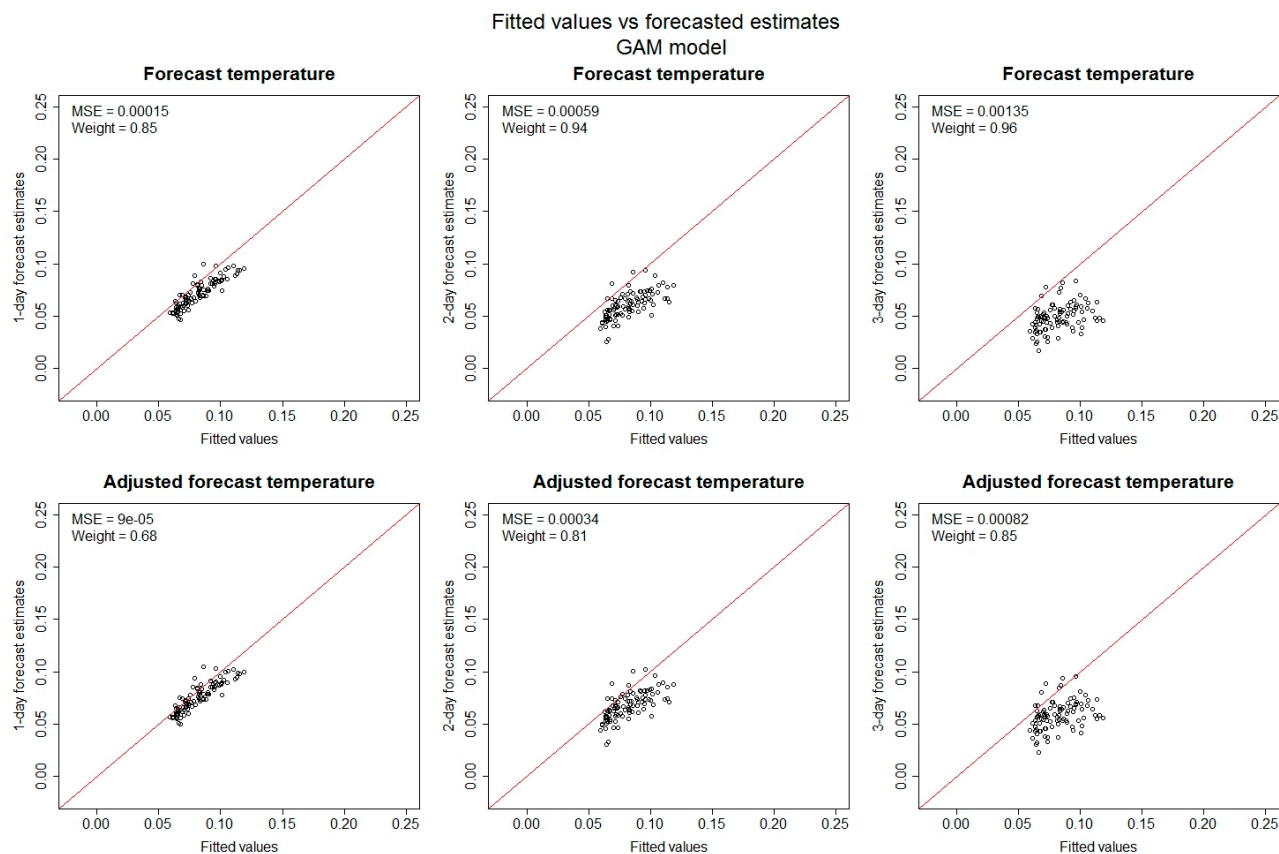 Fitted values vs forecasted estimates
GAM model
Forecast temperature
MSE = 0.00015
Weight = 0.85
1-day forecast estimates
0.25
0.20
0.15
0.10
0.05
0.00
0.00 0.05 0.10 0.15 0.20 0.25
Fitted values
Forecast temperature
MSE = 0.00059
Weight = 0.94
2-day forecast estimates
0.25
0.20
0.15
0.10
0.05
0.00
0.00 0.05 0.10 0.15 0.20 0.25
Fitted values
Forecast temperature
MSE = 0.00135
Weight = 0.96
3-day forecast estimates
0.25
0.20
0.15
0.10
0.05
0.00
0.00 0.05 0.10 0.15 0.20 0.25
Fitted values
Adjusted forecast temperature
MSE = 9e-05
Weight = 0.68
1-day forecast estimates
0.25
0.20
0.15
0.10
0.05
0.00
0.00 0.05 0.10 0.15 0.20 0.25
Fitted values
Adjusted forecast temperature
MSE = 0.00034
Weight = 0.81
2-day forecast estimates
0.25
0.20
0.15
0.10
0.05
0.00
0.00 0.05 0.10 0.15 0.20 0.25
Fitted values
Adjusted forecast temperature
MSE = 0.00082
Weight = 0.85
3-day forecast estimates
0.25
0.20
0.15
0.10
0.05
0.00
0.00 0.05 0.10 0.15 0.20 0.25
Fitted values